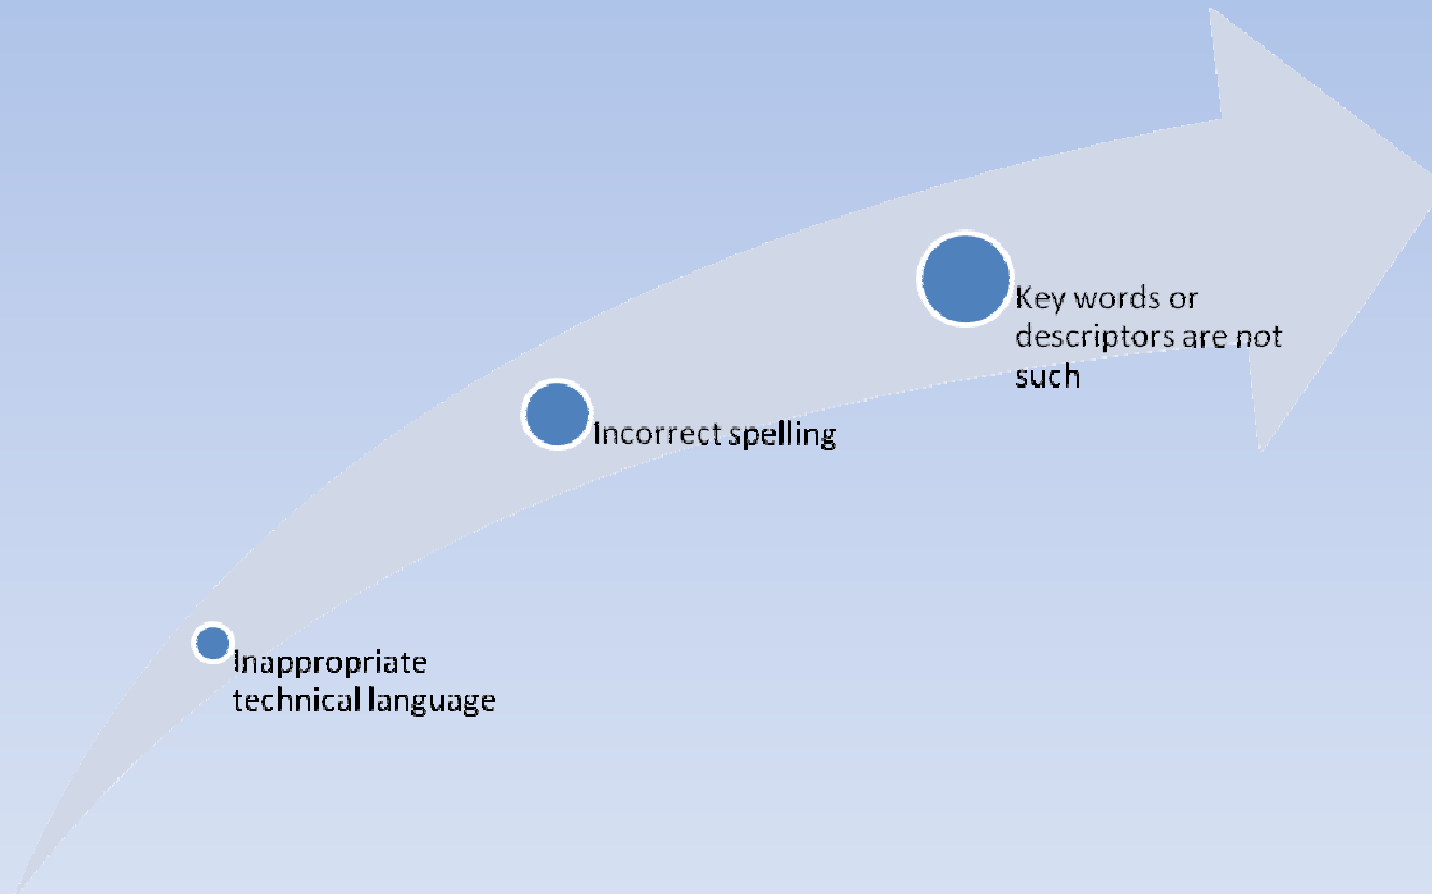 Key words or
descriptors are not
such
Incorrect spelling
Inappropriate
technical language